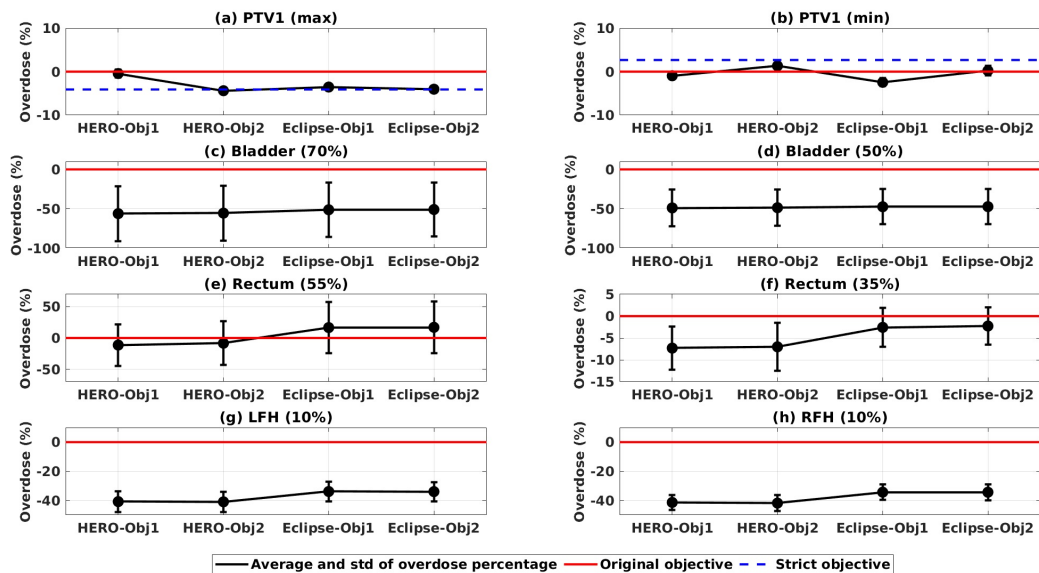 (a) PTV1 (max)
Overdose (%)
10
0
-10
HERO-Obj1 HERO-Obj2 Eclipse-Obj1 Eclipse-Obj2
(b) PTV1 (min)
Overdose (%)
10
0
10
HERO-Obj1 HERO-Obj2 Eclipse-Obj1 Eclipse-Obj2
(c) Bladder (70%)
Overdose (%)
0
-50
-100
HERO-Obj1 HERO-Obj2 Eclipse-Obj1 Eclipse-Obj2
(d) Bladder (50%)
Overdose (%)
0
-50
-100
HERO-Obj1 HERO-Obj2 Eclipse-Obj1 Eclipse-Obj2
(e) Rectum (55%)
Overdose (%)
50
0
-50
HERO-Obj1 HERO-Obj2 Eclipse-Obj1 Eclipse-Obj2
(f) Rectum (35%)
Overdose (%)
5
0
-5
-10
-15
HERO-Obj1 HERO-Obj2 Eclipse-Obj1 Eclipse-Obj2
(g) LFH (10%)
Overdose (%)
0
-20
-40
HERO-Obj1 HERO-Obj2 Eclipse-Obj1 Eclipse-Obj2
(h) RFH (10%)
Overdose (%)
0
-20
-40
HERO-Obj1 HERO-Obj2 Eclipse-Obj1 Eclipse-Obj2
Average and std of overdose percentage Original objective Strict objective